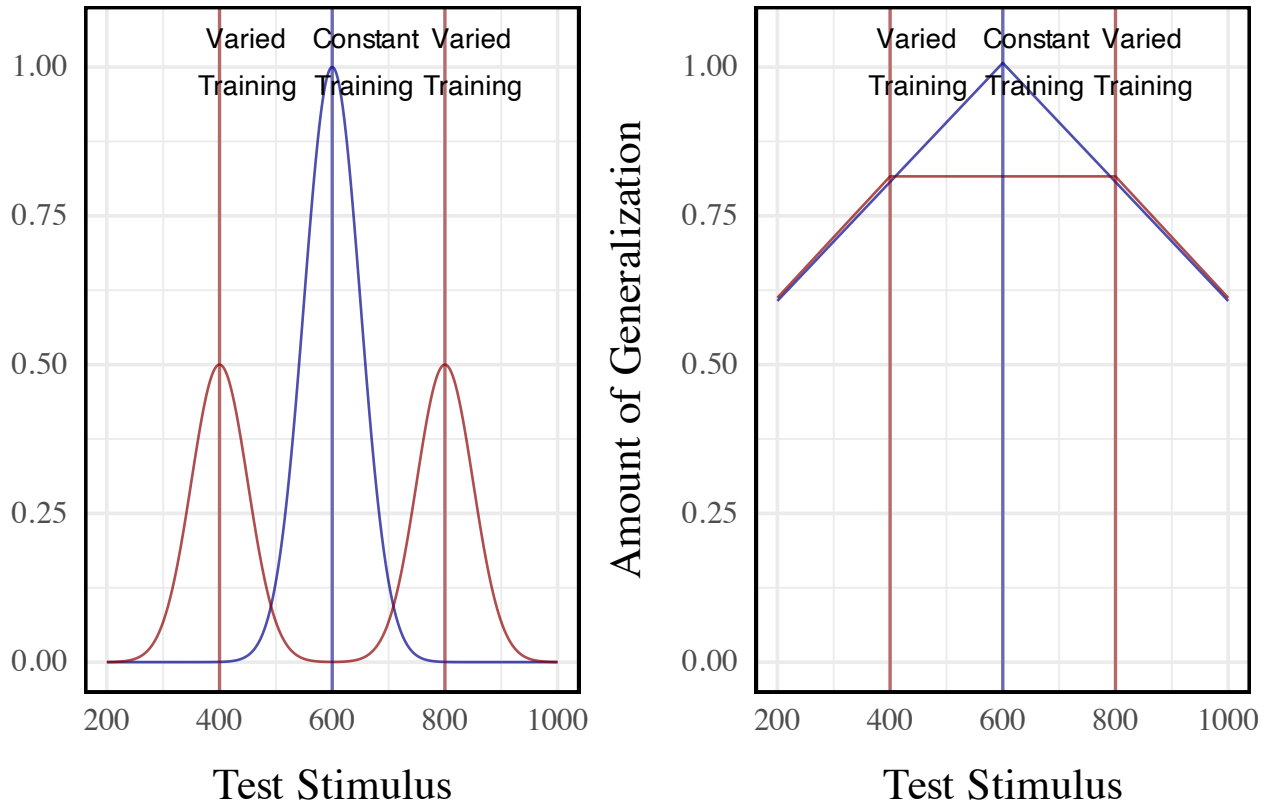 Varied Constant Varied
Training Training Training
1.00
0.75
0.50
0.25
0.00
200 400 600 800 1000
Test Stimulus
Amount of Generalization
Varied Constant Varied
Training Training Training
1.00
0.75
0.50
0.25
0.00
200 400 600 800 1000
Test Stimulus